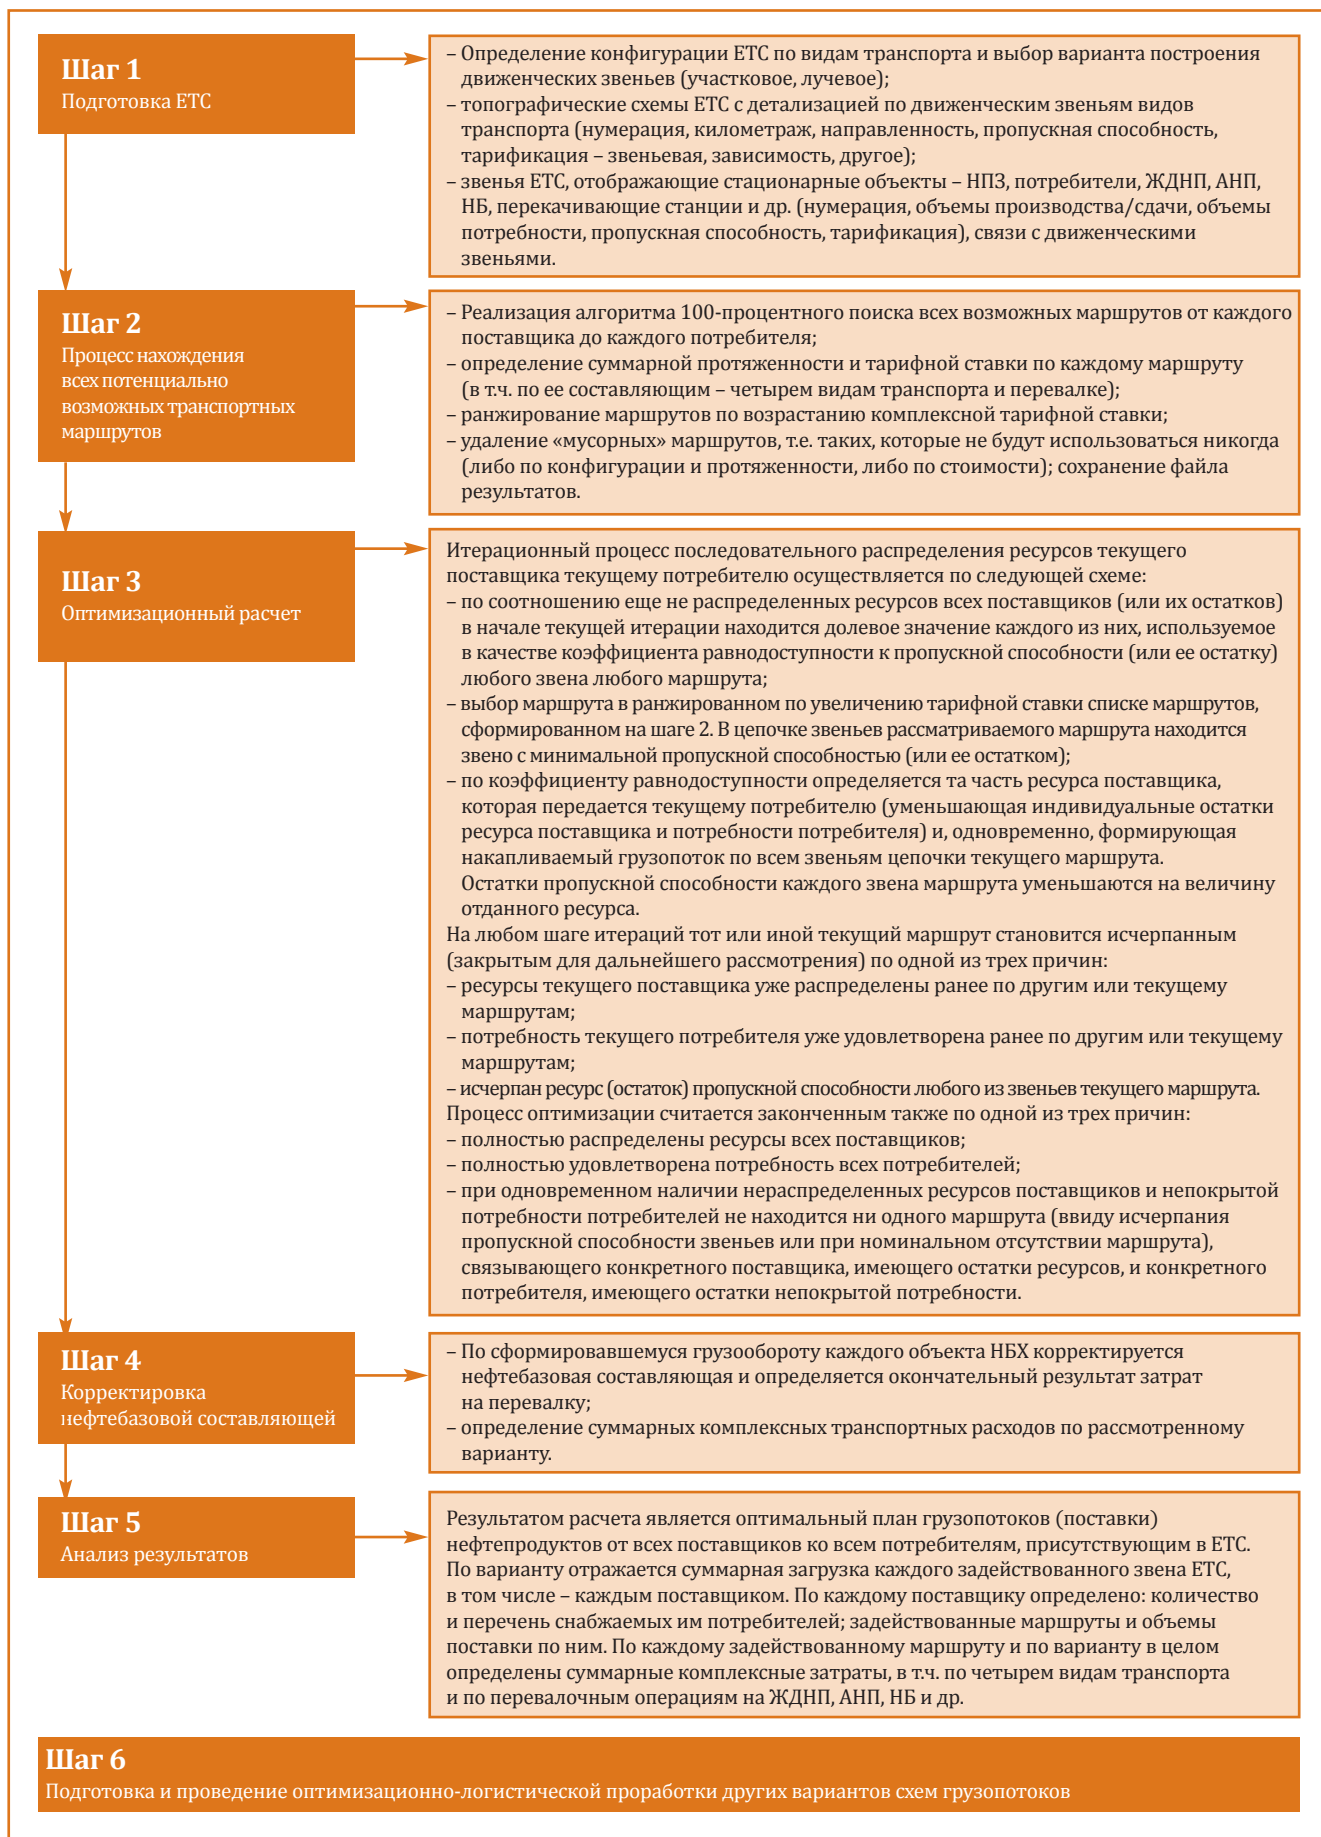 Шаг 1
Подготовка ЕТС
– Определение конфигурации ЕТС по видам транспорта и выбор варианта построения
движенческих звеньев (участковое, лучевое);
– топографические схемы ЕТС с детализацией по движенческим звеньям видов
транспорта (нумерация, километраж, направленность, пропускная способность,
тарификация – звеньевая, зависимость, другое);
– звенья ЕТС, отображающие стационарные объекты – НПЗ, потребители, ЖДНП, АНП,
НБ, перекачивающие станции и др. (нумерация, объемы производства/сдачи, объемы
потребности, пропускная способность, тарификация), связи с движенческими
звеньями.
Шаг 2
Процесс нахождения
всех потенциально
возможных транспортных
маршрутов
– Реализация алгоритма 100-процентного поиска всех возможных маршрутов от каждого
поставщика до каждого потребителя;
– определение суммарной протяженности и тарифной ставки по каждому маршруту
(в т.ч. по ее составляющим – четырем видам транспорта и перевалке);
– ранжирование маршрутов по возрастанию комплексной тарифной ставки;
– удаление «мусорных» маршрутов, т.е. таких, которые не будут использоваться никогда
(либо по конфигурации и протяженности, либо по стоимости); сохранение файла
результатов.
Шаг 3
Оптимизационный расчет
Итерационный процесс последовательного распределения ресурсов текущего
поставщика текущему потребителю осуществляется по следующей схеме:
– по соотношению еще не распределенных ресурсов всех поставщиков (или их остатков)
в начале текущей итерации находится долевое значение каждого из них, используемое
в качестве коэффициента равнодоступности к пропускной способности (или ее остатку)
любого звена любого маршрута;
– выбор маршрута в ранжированном по увеличению тарифной ставки списке маршрутов,
сформированном на шаге 2. В цепочке звеньев рассматриваемого маршрута находится
звено с минимальной пропускной способностью (или ее остатком);
– по коэффициенту равнодоступности определяется та часть ресурса поставщика,
которая передается текущему потребителю (уменьшающая индивидуальные остатки
ресурса поставщика и потребности потребителя) и, одновременно, формирующая
накапливаемый грузопоток по всем звеньям цепочки текущего маршрута.
Остатки пропускной способности каждого звена маршрута уменьшаются на величину
отданного ресурса.
На любом шаге итераций тот или иной текущий маршрут становится исчерпанным
(закрытым для дальнейшего рассмотрения) по одной из трех причин:
– ресурсы текущего поставщика уже распределены ранее по другим или текущему
маршрутам;
– потребность текущего потребителя уже удовлетворена ранее по другим или текущему
маршрутам;
– исчерпан ресурс (остаток) пропускной способности любого из звеньев текущего маршрута.
Процесс оптимизации считается законченным также по одной из трех причин:
– полностью распределены ресурсы всех поставщиков;
– полностью удовлетворена потребность всех потребителей;
– при одновременном наличии нераспределенных ресурсов поставщиков и непокрытой
потребности потребителей не находится ни одного маршрута (ввиду исчерпания
пропускной способности звеньев или при номинальном отсутствии маршрута),
связывающего конкретного поставщика, имеющего остатки ресурсов, и конкретного
потребителя, имеющего остатки непокрытой потребности.
Шаг 4
Корректировка
нефтебазовой составляющей
– По сформировавшемуся грузообороту каждого объекта НБХ корректируется
нефтебазовая составляющая и определяется окончательный результат затрат
на перевалку;
– определение суммарных комплексных транспортных расходов по рассмотренному
варианту.
Шаг 5
Анализ результатов
Результатом расчета является оптимальный план грузопотоков (поставки)
нефтепродуктов от всех поставщиков ко всем потребителям, присутствующим в ЕТС.
По варианту отражается суммарная загрузка каждого задействованного звена ЕТС,
в том числе – каждым поставщиком. По каждому поставщику определено: количество
и перечень снабжаемых им потребителей; задействованные маршруты и объемы
поставки по ним. По каждому задействованному маршруту и по варианту в целом
определены суммарные комплексные затраты, в т.ч. по четырем видам транспорта
и по перевалочным операциям на ЖДНП, АНП, НБ и др.
Шаг 6
Подготовка и проведение оптимизационно-логистической проработки других вариантов схем грузопотоков